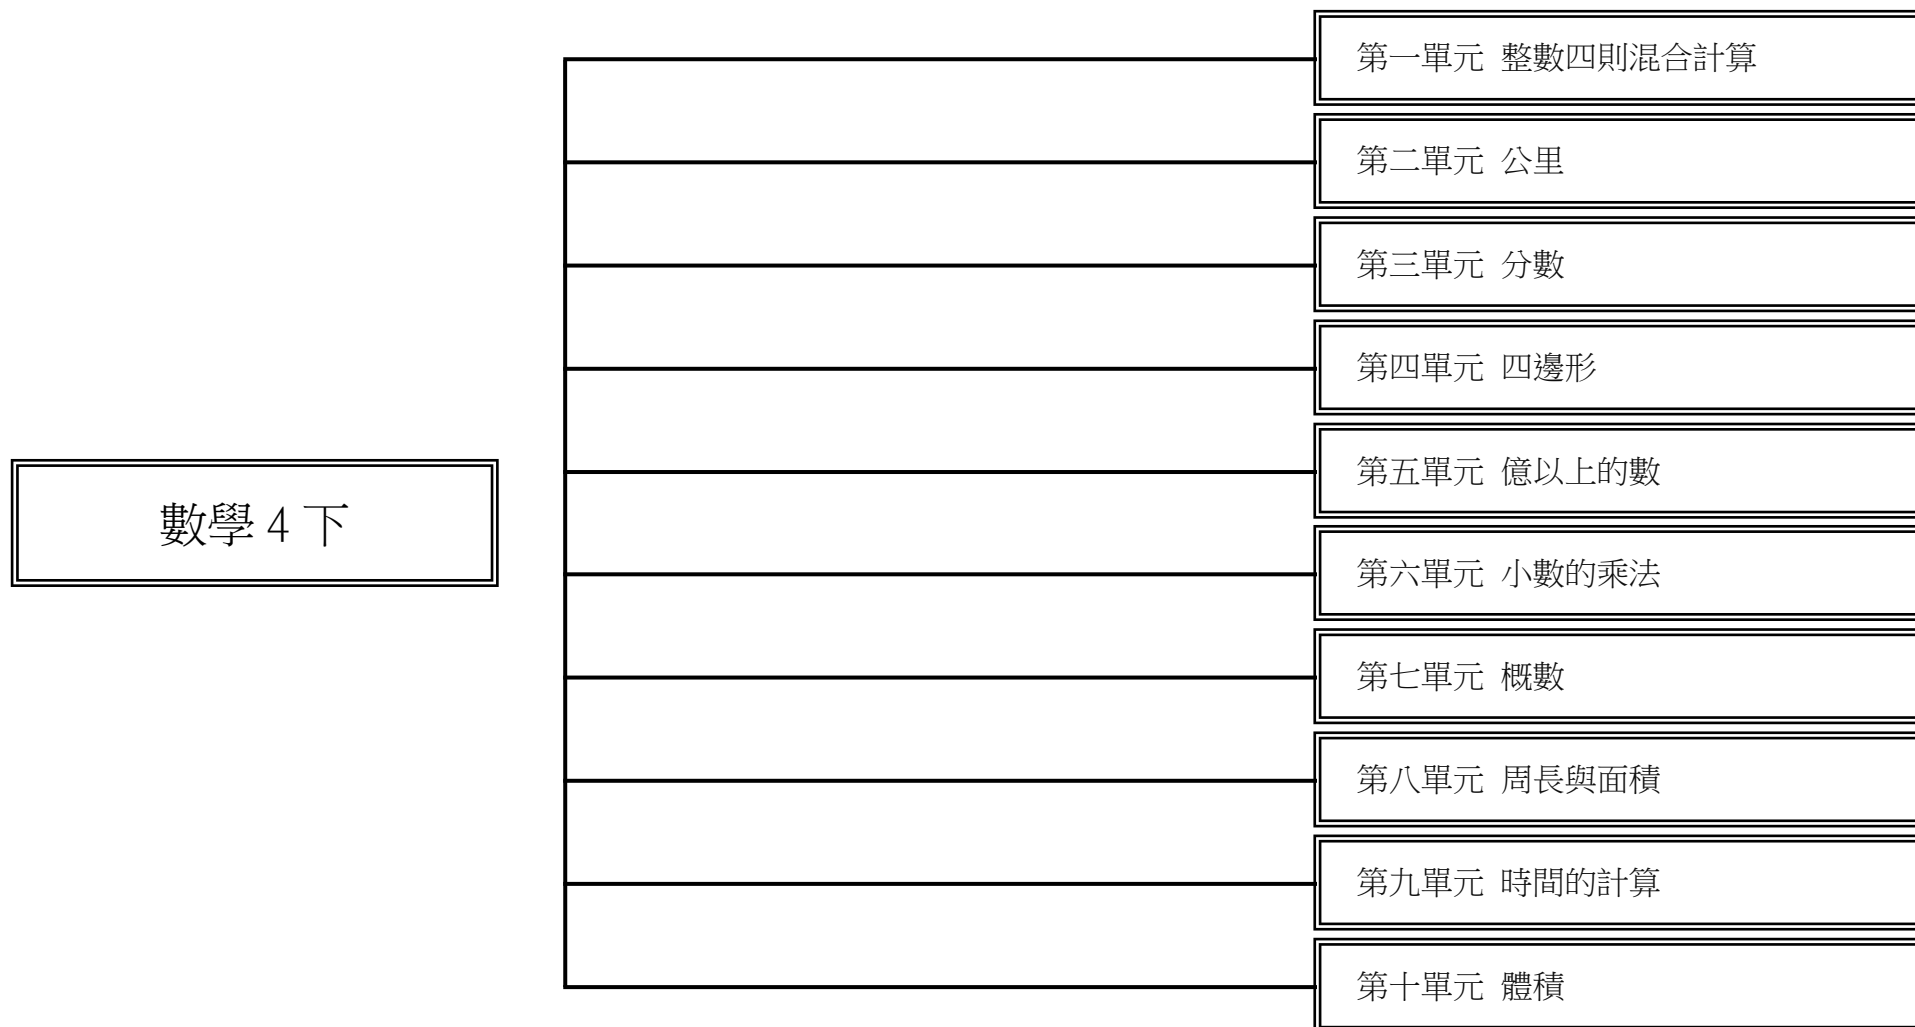 第一單元 整數四則混合計算
第二單元 公里
第三單元 分數
第四單元 四邊形
數學 4 下
第五單元 億以上的數
第六單元 小數的乘法
第七單元 概數
第八單元 周長與面積
第九單元 時間的計算
第十單元 體積